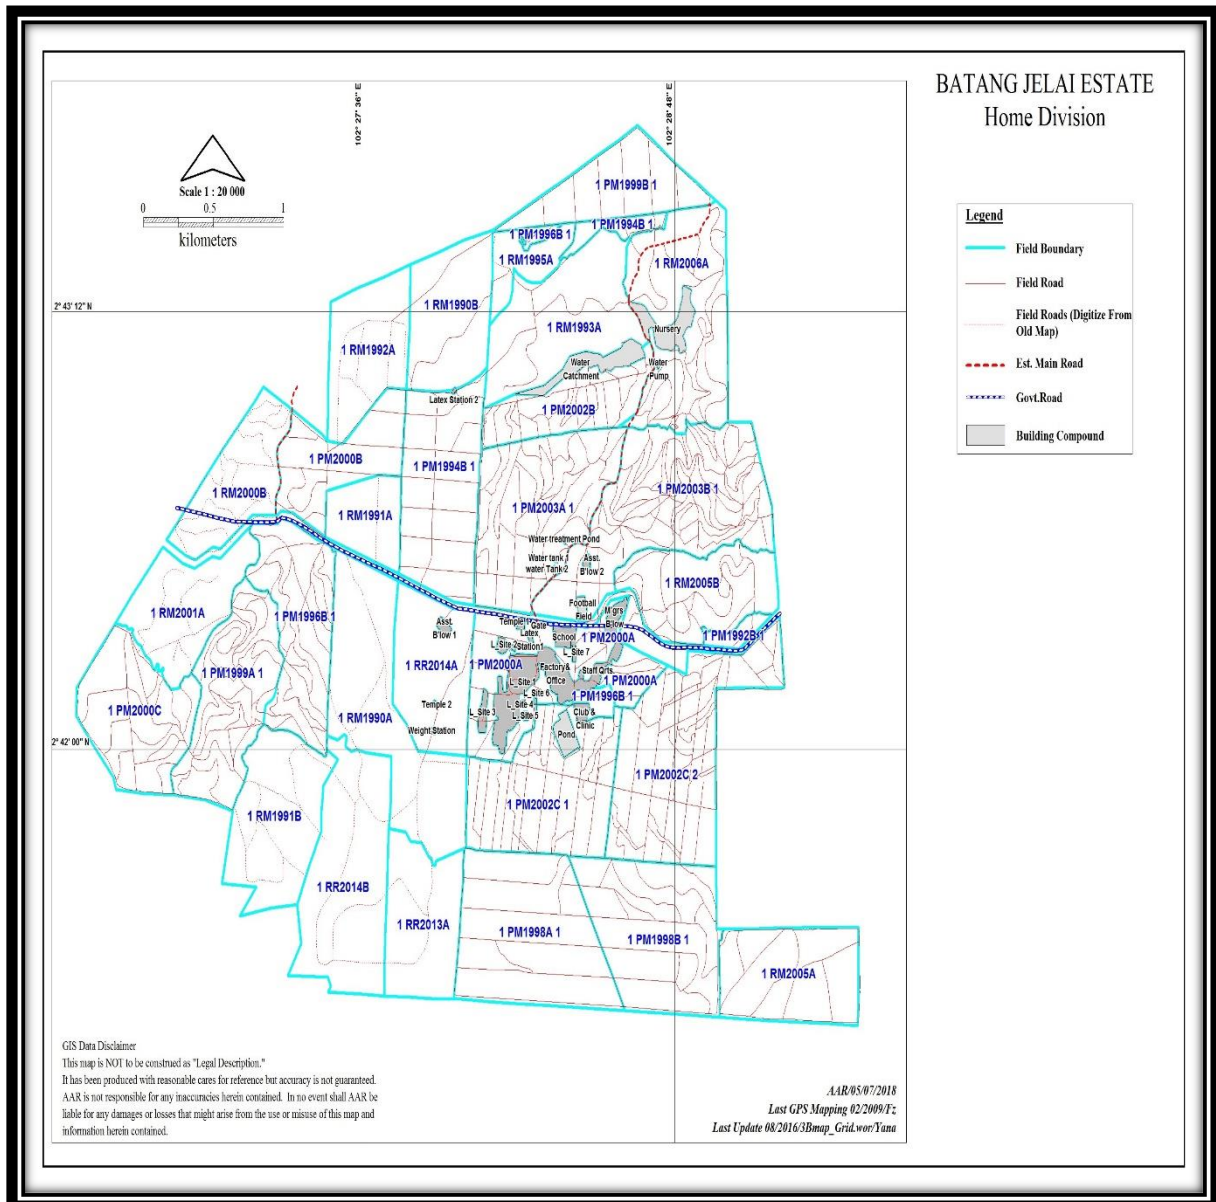 BATANG JELAI ESTATE
Home Division
102° 27' 36" E
102° 28' 48" E
Scale 1 : 20 000
0 0.5 1
kilometers
2° 43' 12" N
2° 42' 00" N
Legend
Field Boundary
Field Road
Field Roads (Digitize From
Old Map)
Est. Main Road
Govt.Road
Building Compound
1 PM1999B 1
1 PM1994B 1
1 PM1996B 1
1 RM1995A
1 RM2006A
1 RM1990B
1 RM1993A
Nursery
1 RM1992A
Water
Catchment
Water
Pump
Latex Station 2
1 PM2002B
1 PM2000B
1 PM1994B 1
1 RM2000B
1 PM2003B 1
1 PM2003A 1
1 RM1991A
Water treatment Pond
Water tank 1
water Tank 2
Asst.
B'low 2
1 RM2005B
1 RM2001A
1 PM1996B 1
Football
Field
M'grs
B'low
Asst.
B'low 1
Temple 1
Gate
Latex
Station1
School
L_Site 7
1 PM2000A
1 PM1992B 1
L_Site 2
1 RR2014A
1 PM2000A
Factory&
Office
Staff Qrts.
1 PM2000A
1 PM1999A 1
L_Site 1
L_Site 6
1 PM1996B 1
1 PM2000C
1 RM1990A
Temple 2
L_Site 3
L_Site 4
L_Site 5
Club &
Clinic
Weight Station
Pond
1 PM2002C 2
1 PM2002C 1
1 RM1991B
1 RR2014B
1 RR2013A
1 PM1998A 1
1 PM1998B 1
1 RM2005A
GIS Data Disclaimer
This map is NOT to be construed as "Legal Description."
It has been produced with reasonable cares for reference but accuracy is not guaranteed.
AAR is not responsible for any inaccuracies herein contained. In no event shall AAR be
liable for any damages or losses that might arise from the use or misuse of this map and
information herein contained.
AAR/05/07/2018
Last GPS Mapping 02/2009/Fz
Last Update 08/2016/3Bmap_Grid.wor/Yana